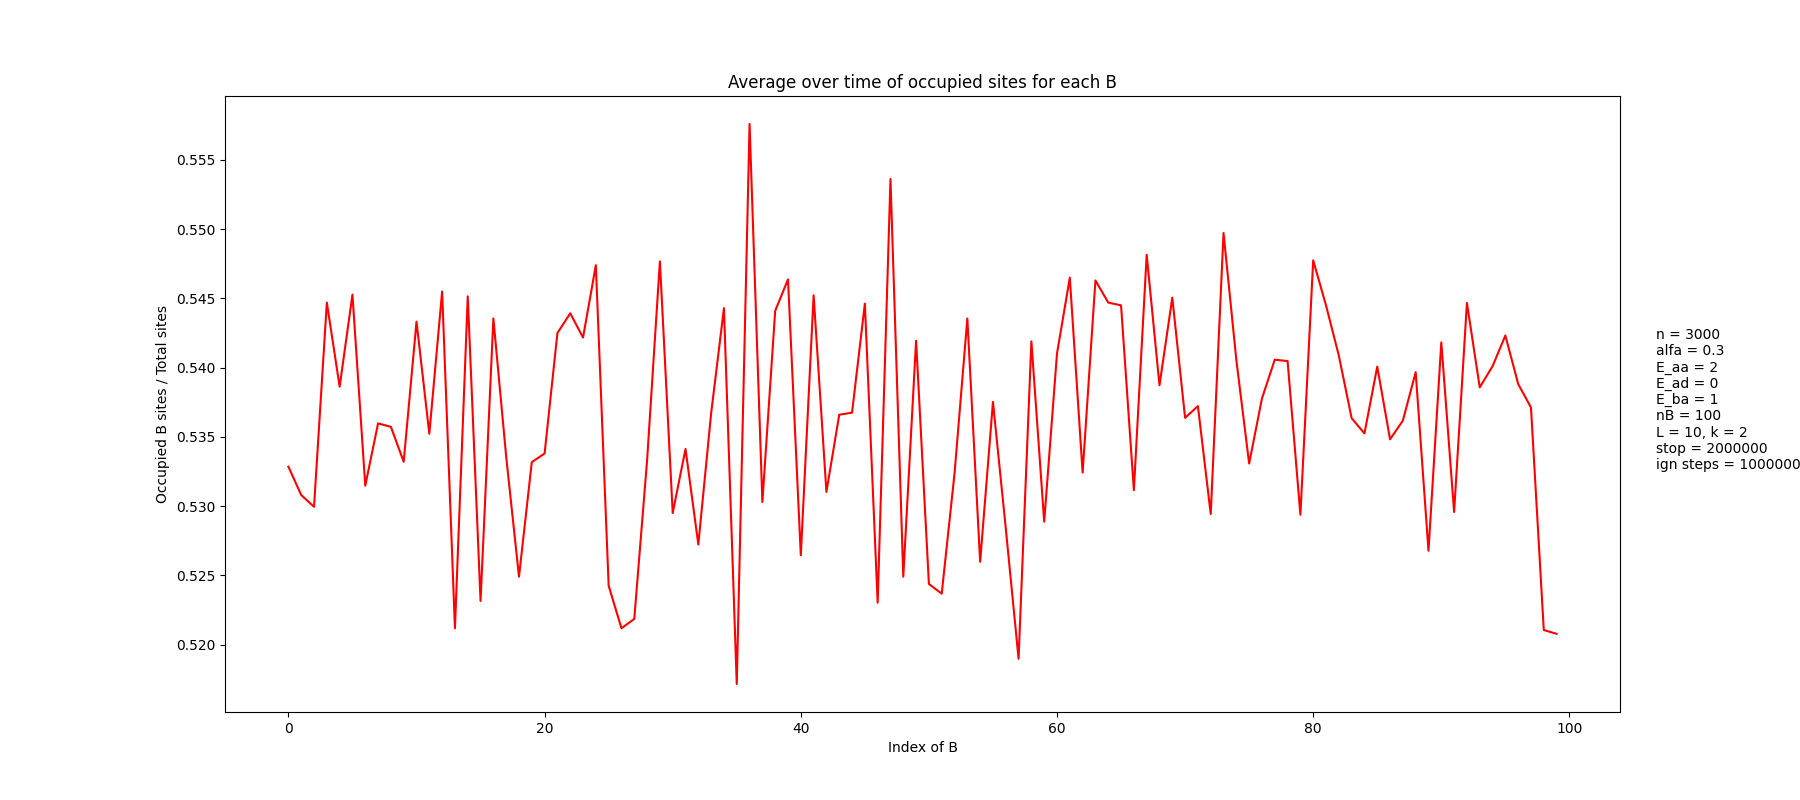 Average over time of occupied sites for each B
0.555
0.550
0.545
0.540
0.535
0.530
0.525
0.520
Occupied B sites / Total sites
0 20 40 60 80 100
Index of B
n = 3000
alfa = 0.3
E_aa = 2
E_ad = 0
E_ba = 1
nB = 100
L = 10, k = 2
stop = 2000000
ign steps = 1000000